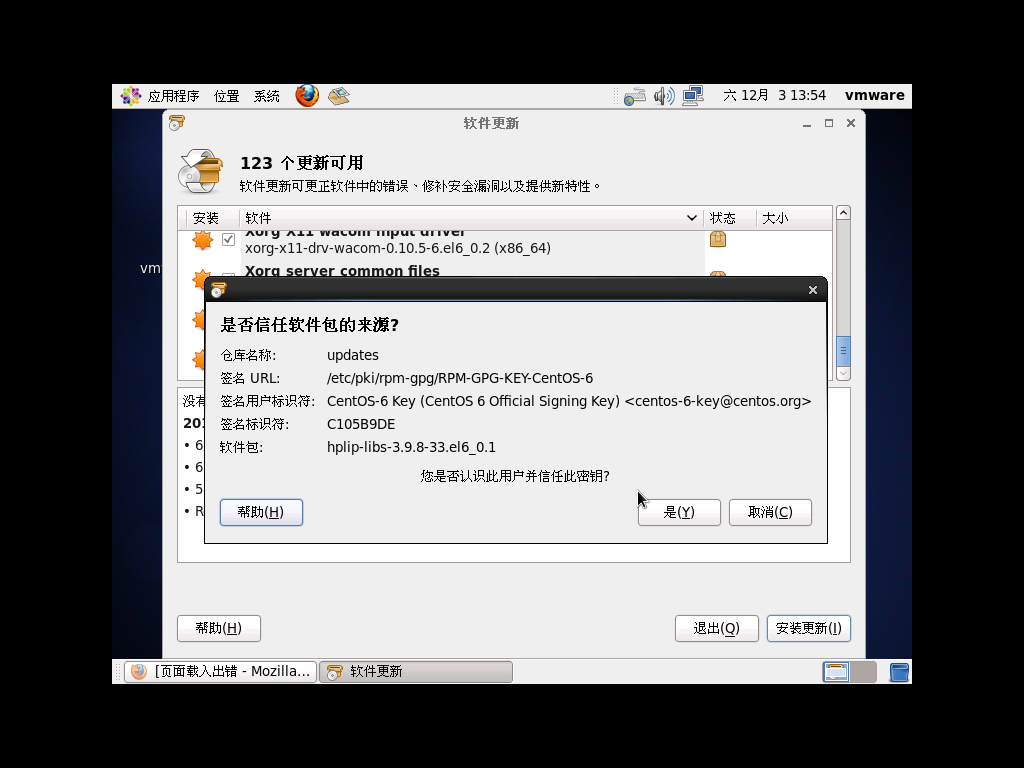 应用程序 位置 系统 六 12月 3 13:54 vmware
软件更新
123 个更新可用
软件更新可更正软件中的错误、修补安全漏洞以及提供新特性。
安装 软件 状态 大小
Xorg X11 wacom input driver
xorg-x11-drv-wacom-0.10.5-6.el6_0.2 (x86_64)
vm
Xorg server common files
是否信任软件包的来源?
仓库名称: updates
签名 URL: /etc/pki/rpm-gpg/RPM-GPG-KEY-CentOS-6
签名用户标识符: CentOS-6 Key (CentOS 6 Official Signing Key) <centos-6-key@centos.org>
签名标识符: C105B9DE
软件包: hplip-libs-3.9.8-33.el6_0.1
您是否认识此用户并信任此密钥?
帮助(H) 是(Y) 取消(C)
没有
201
• 6
• 6
• 5
• R
帮助(H) 退出(Q) 安装更新(I)
[页面载入出错 - Mozilla... 软件更新